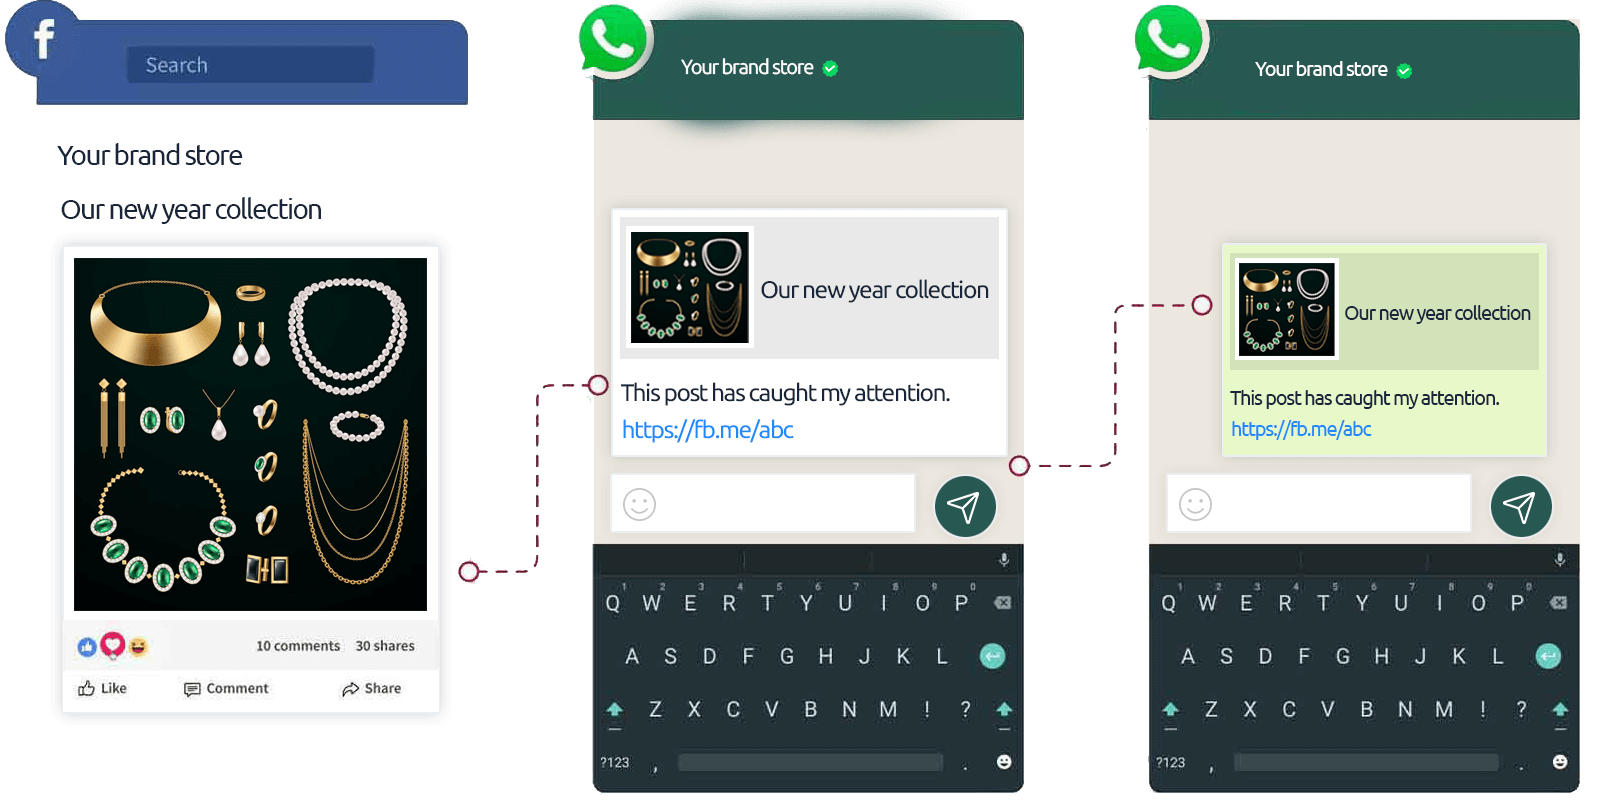 f
Search
Your brand store
Our new year collection
10 comments 30 shares
Like Comment Share
Your brand store
Our new year collection
This post has caught my attention.
https://fb.me/abc
1 2 3 4 5 6 7 8 9 0
Q W E R T Y U I O P
A S D F G H J K L
Z X C V B N M ! ?
?123 , .
Your brand store
Our new year collection
This post has caught my attention.
https://fb.me/abc
1 2 3 4 5 6 7 8 9 0
Q W E R T Y U I O P
A S D F G H J K L
Z X C V B N M ! ?
?123 , .